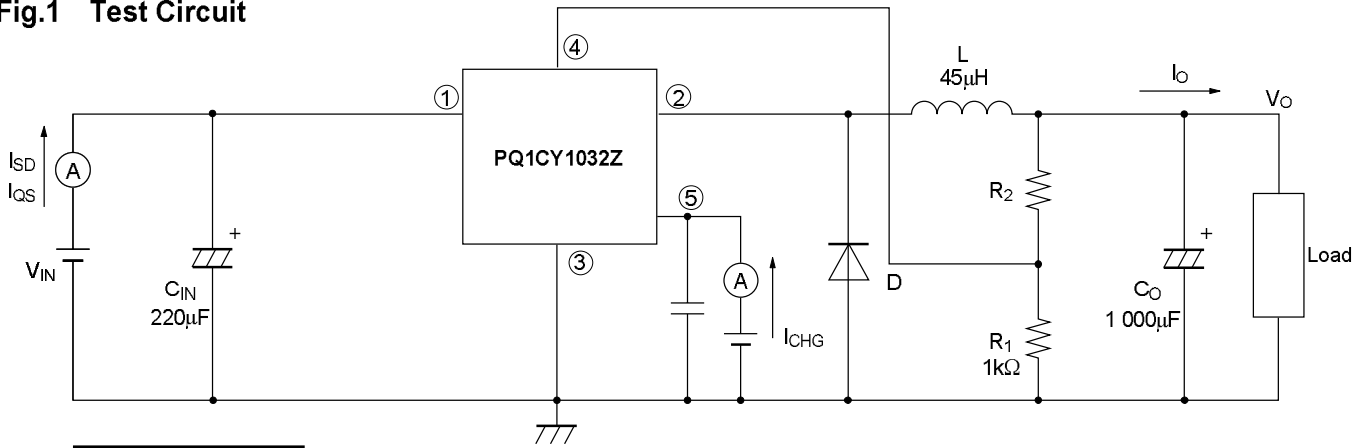 Fig.1 Test Circuit
④
L
45μH
IO
①
②
VO
ISD
IQS
A
PQ1CY1032Z
R2
⑤
+
+
VIN
③
A
D
Load
CIN
220μF
CO
1 000μF
ICHG
R1
1kΩ